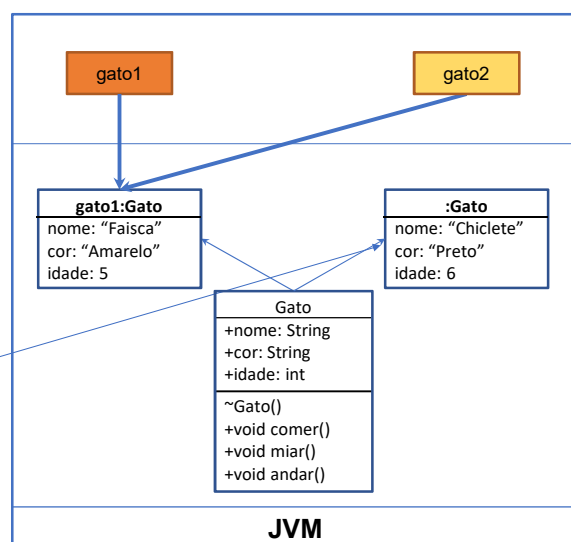 gato1
gato2
gato1:Gato
nome: “Faisca”
cor: “Amarelo”
idade: 5
:Gato
nome: “Chiclete”
cor: “Preto”
idade: 6
Gato
+nome: String
+cor: String
+idade: int
~Gato()
+void comer()
+void miar()
+void andar()
JVM